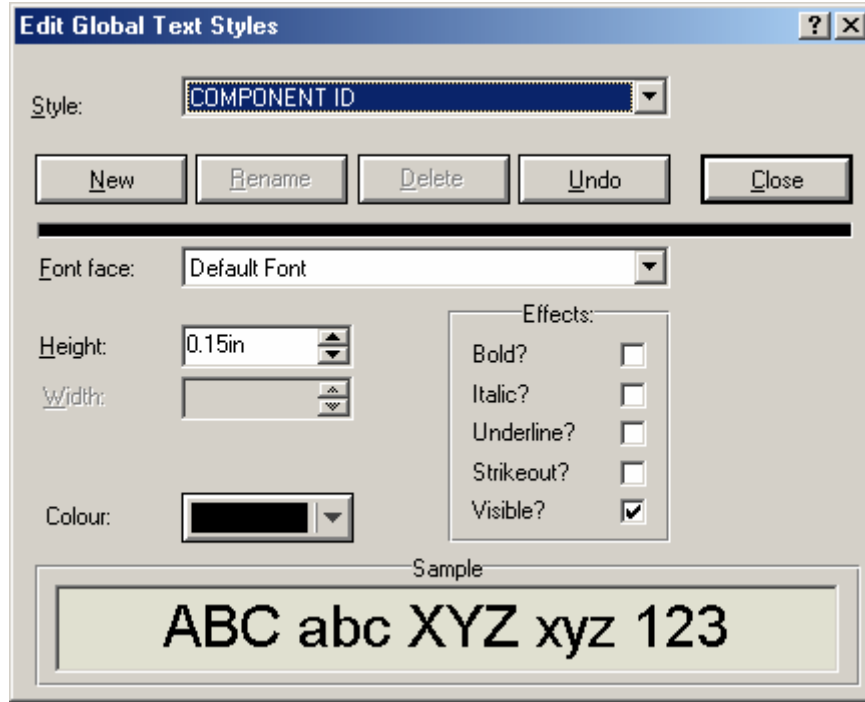 Edit Global Text Styles
Style: COMPONENT ID
New Rename Delete Undo Close
Font face: Default Font
Effects:
Height: 0.15in
Bold?
Width:
Italic?
Underline?
Strikeout?
Colour:
Visible?
Sample
ABC abc XYZ xyz 123